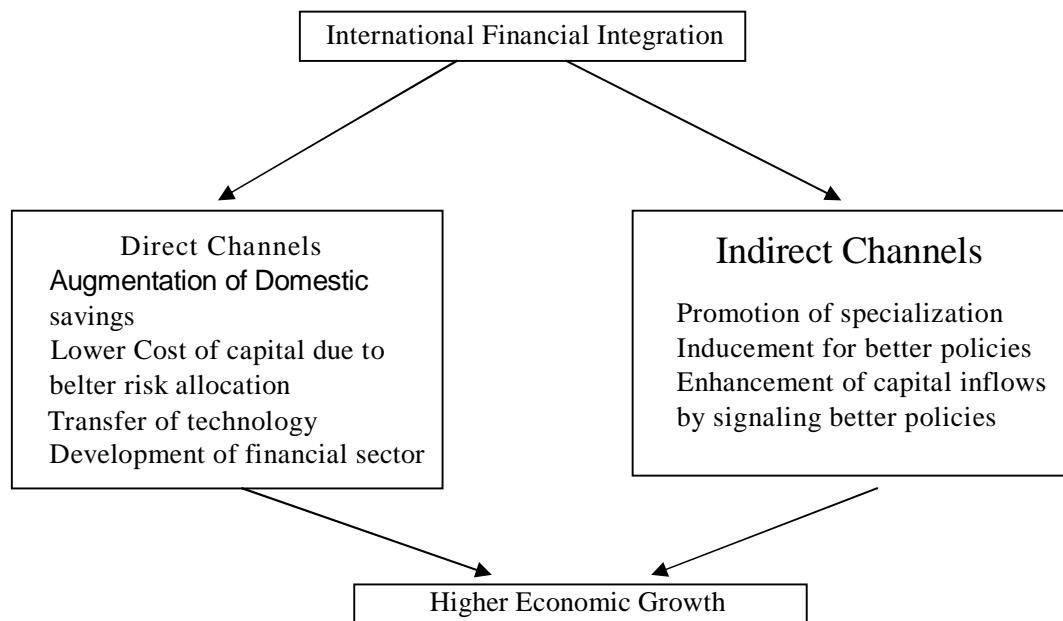 International Financial Integration
Direct Channels
Augmentation of Domestic
savings
Lower Cost of capital due to
belter risk allocation
Transfer of technology
Development of financial sector
Indirect Channels
Promotion of specialization
Inducement for better policies
Enhancement of capital inflows
by signaling better policies
Higher Economic Growth